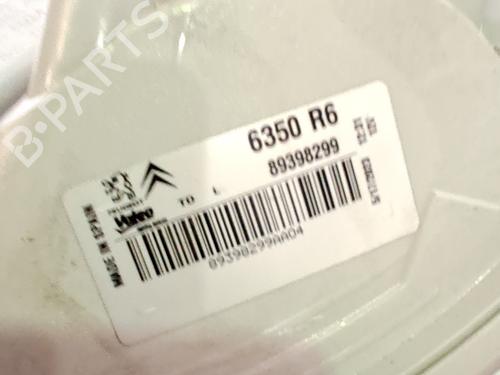 B-PARTS
6350 R6
89398299
TO L
Valeo
89398299AA04
MADE IN SPAIN